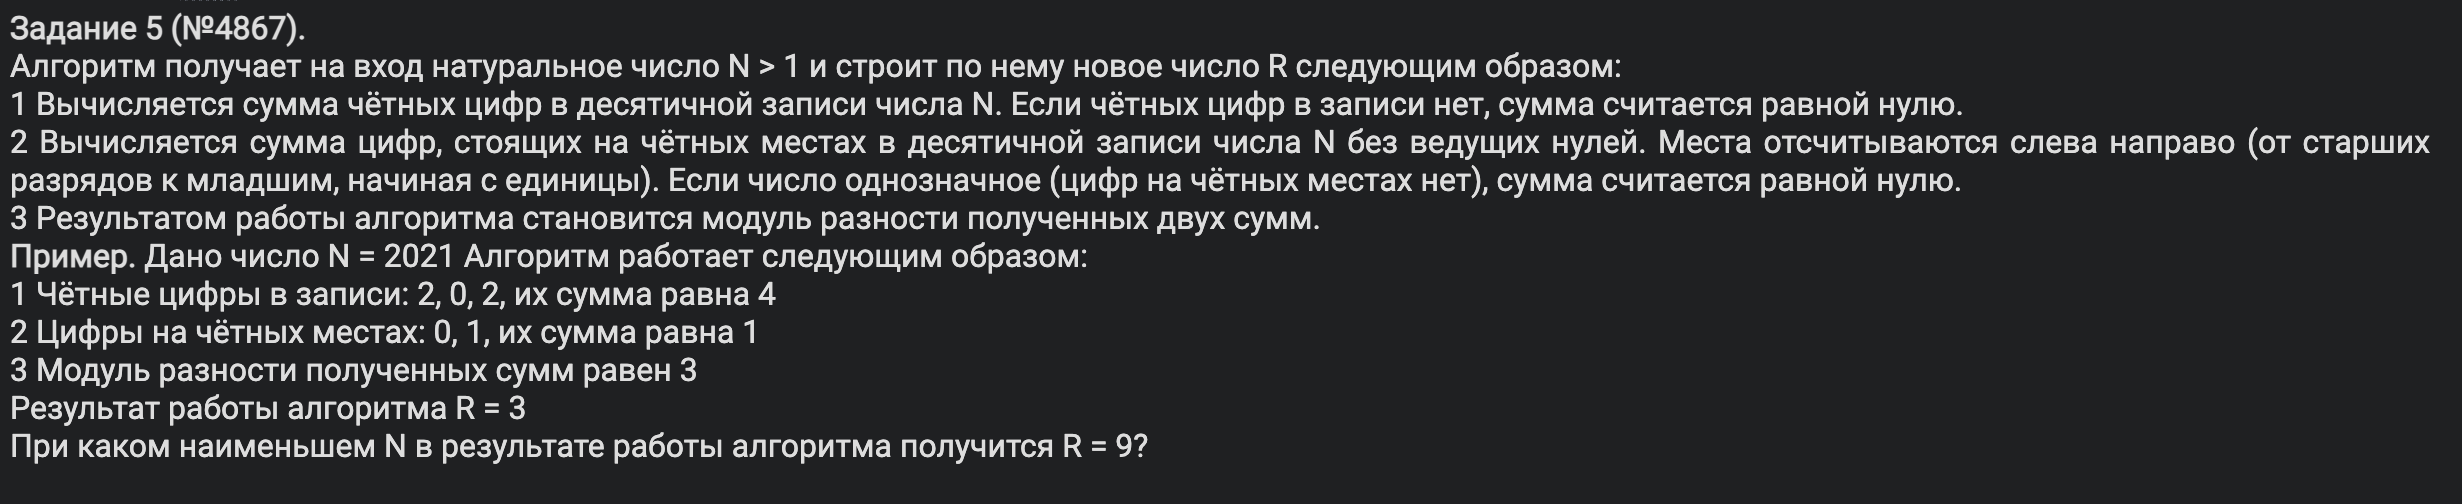 Задание 5 (№4867).
Алгоритм получает на вход натуральное число N > 1 и строит по нему новое число R следующим образом:
1 Вычисляется сумма чётных цифр в десятичной записи числа N. Если чётных цифр в записи нет, сумма считается равной нулю.
2 Вычисляется сумма цифр, стоящих на чётных местах в десятичной записи числа N без ведущих нулей. Места отсчитываются слева направо (от старших
разрядов к младшим, начиная с единицы). Если число однозначное (цифр на чётных местах нет), сумма считается равной нулю.
3 Результатом работы алгоритма становится модуль разности полученных двух сумм.
Пример. Дано число N = 2021 Алгоритм работает следующим образом:
1 Чётные цифры в записи: 2, 0, 2, их сумма равна 4
2 Цифры на чётных местах: 0, 1, их сумма равна 1
3 Модуль разности полученных сумм равен 3
Результат работы алгоритма R = 3
При каком наименьшем N в результате работы алгоритма получится R = 9?